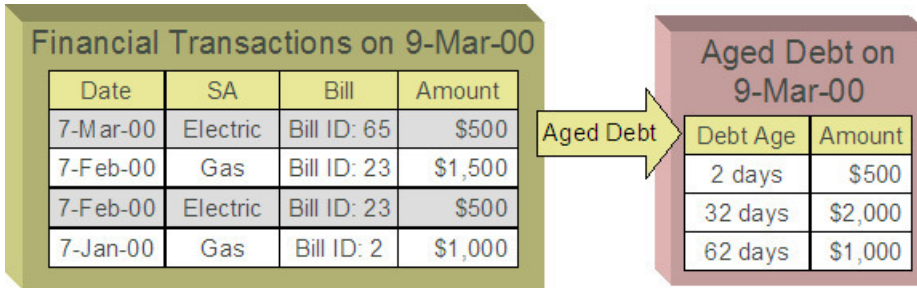 Financial Transactions on 9-Mar-00
Date SA Bill Amount
7-Mar-00 Electric Bill ID: 65 $500
7-Feb-00 Gas Bill ID: 23 $1,500
7-Feb-00 Electric Bill ID: 23 $500
7-Jan-00 Gas Bill ID: 2 $1,000
Aged Debt
Aged Debt on
9-Mar-00
Debt Age Amount
2 days $500
32 days $2,000
62 days $1,000